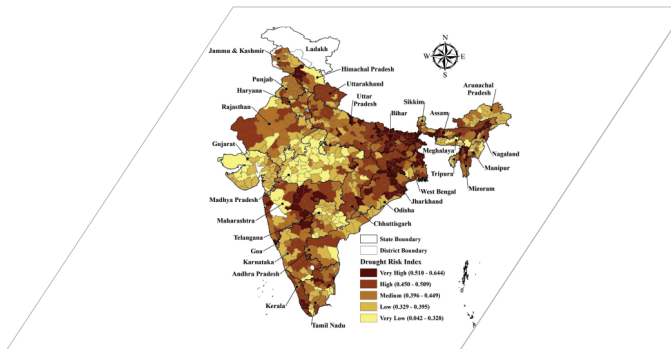 Ladakh
Jammu & Kashmir
N
W
E
S
Himachal Pradesh
Punjab
Uttarakhand
Haryana
Uttar
Pradesh
Arunachal
Pradesh
Rajasthan
Sikkim
Bihar
Assam
Gujarat
Meghalaya
Nagaland
Manipur
Tripura
Mizoram
West Bengal
Madhya Pradesh
Jharkhand
Odisha
Maharashtra
Chhattisgarh
Telangana
Goa
Karnataka
Andhra Pradesh
Kerala
Tamil Nadu
State Boundary
District Boundary
Drought Risk Index
Very High (0.510 - 0.644)
High (0.450 - 0.509)
Medium (0.396 - 0.449)
Low (0.329 - 0.395)
Very Low (0.042 - 0.328)